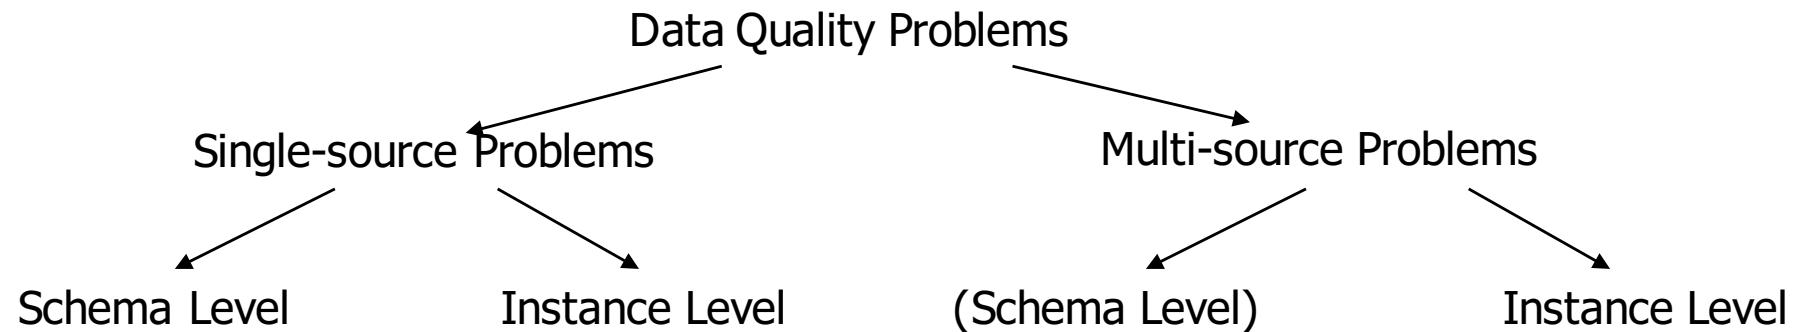 Data Quality Problems
Single-source Problems
Multi-source Problems
Schema Level
Instance Level
(Schema Level)
Instance Level